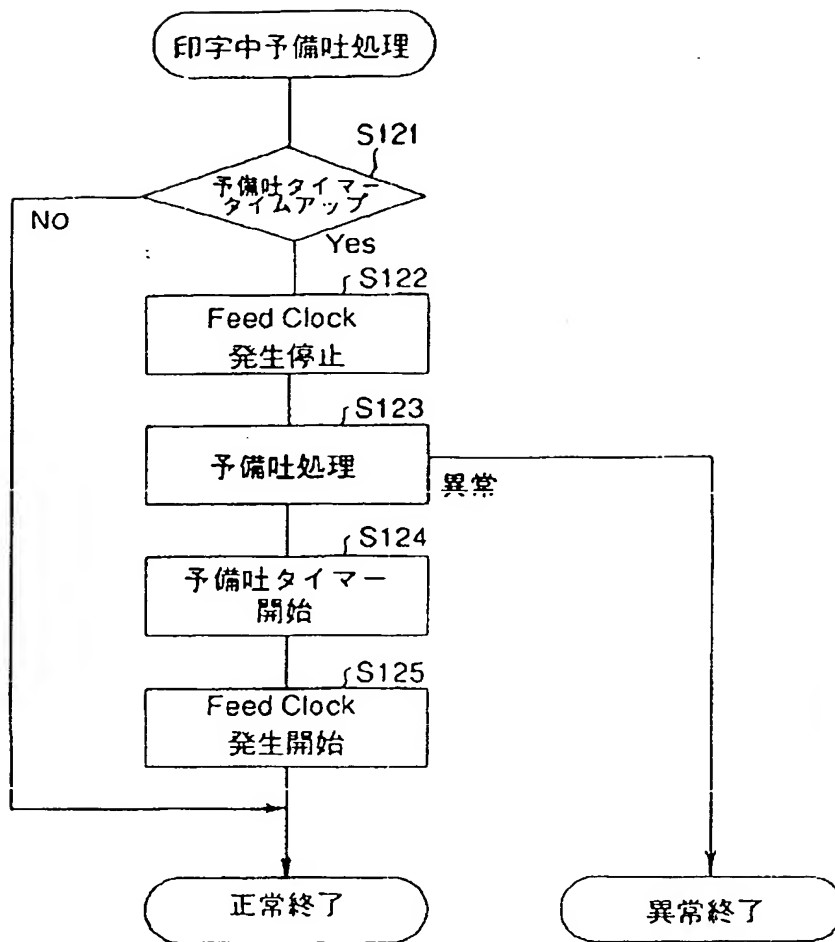 印字中予備吐処理
S121
予備吐タイマー
タイムアップ
No
Yes
S122
Feed Clock
発生停止
S123
予備吐処理
異常
S124
予備吐タイマー
開始
S125
Feed Clock
発生開始
正常終了
異常終了